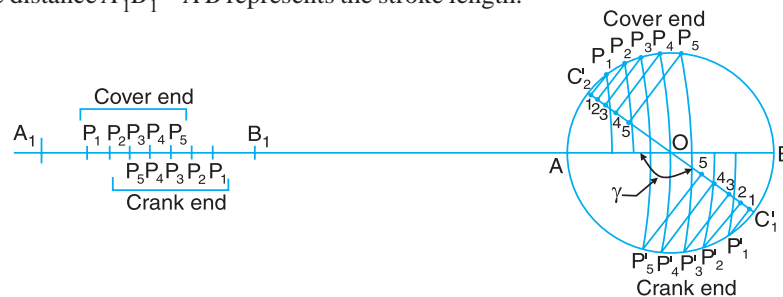 distance A1B1 = AB represents the stroke length.
Cover end
P1 P2 P3 P4 P5
C'2
1 2 3 4 5
Cover end
A1 P1 P2 P3 P4 P5 B1
P5 P4 P3 P2 P1
Crank end
A O B
γ
5 4 3 2 1
C'1
P'5 P'4 P'3 P'2 P'1
Crank end